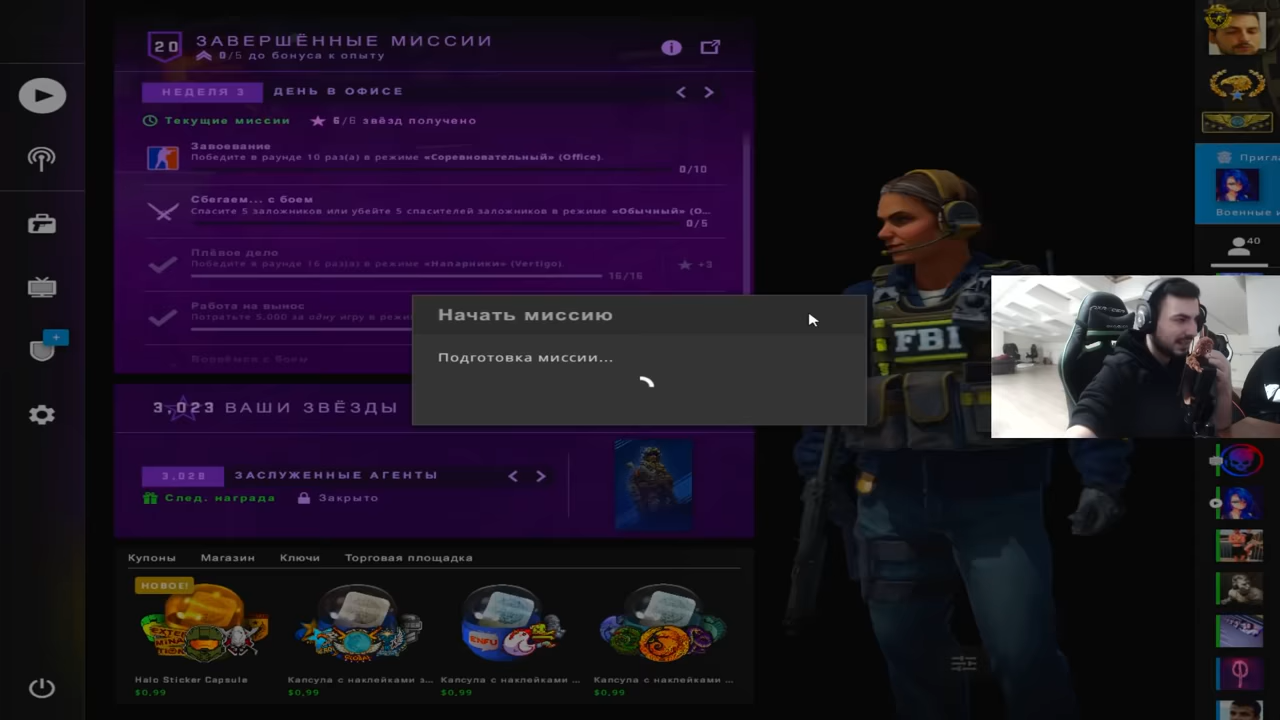 20
ЗАВЕРШЁННЫЕ МИССИИ
0/5 до бонуса к опыту
НЕДЕЛЯ 3 ДЕНЬ В ОФИСЕ
Текущие миссии 6/6 звёзд получено
Завоевание
Победите в раунде 10 раз(а) в режиме «Соревновательный» (Office).
0/10
Сбегаем... с боем
Спасите 5 заложников или убейте 5 спасителей заложников в режиме «Обычный» (O...
0/5
Плёвое дело
Победите в раунде 16 раз(а) в режиме «Напарники» (Vertigo).
+3
16/16
Работа на вынос
Потратьте 5,000 за одну игру в режи
Ворвёмся с боем
Начать миссию
Подготовка миссии...
FBI
3,023 ВАШИ ЗВЁЗДЫ
3,028 ЗАСЛУЖЕННЫЕ АГЕНТЫ
След. награда Закрыто
Купоны Магазин Ключи Торговая площадка
НОВОЕ!
Halo Sticker Capsule
$0,99
Капсула с наклейками з...
$0,99
Капсула с наклейками ...
$0,99
Капсула с наклейками ...
$0,99
Пригл
Военные и
40